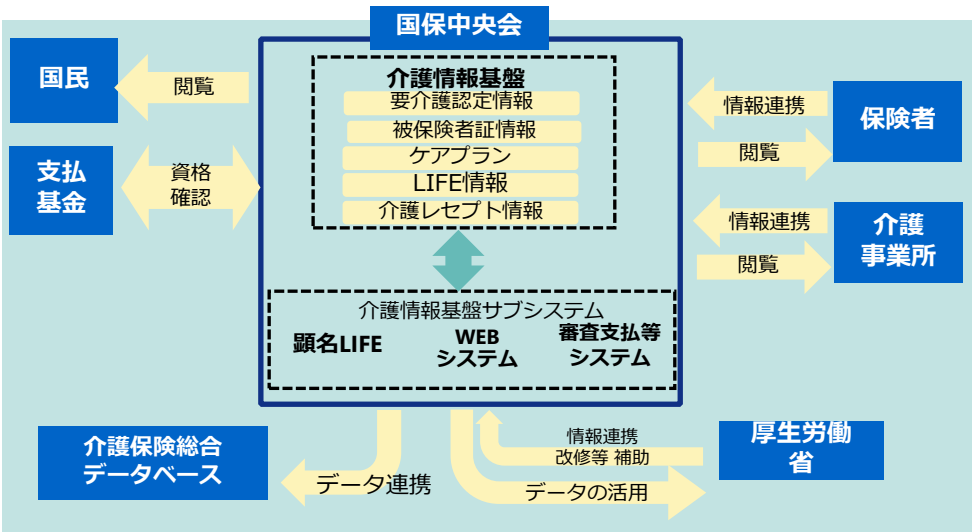 国保中央会
国民
閲覧
支払
基金
資格
確認
介護情報基盤
要介護認定情報
被保険者証情報
ケアプラン
LIFE情報
介護レセプト情報
情報連携
閲覧
保険者
情報連携
閲覧
介護
事業所
介護情報基盤サブシステム
顕名LIFE
WEB
システム
審査支払等
システム
介護保険総合
データベース
データ連携
情報連携
改修等 補助
データの活用
厚生労働
省